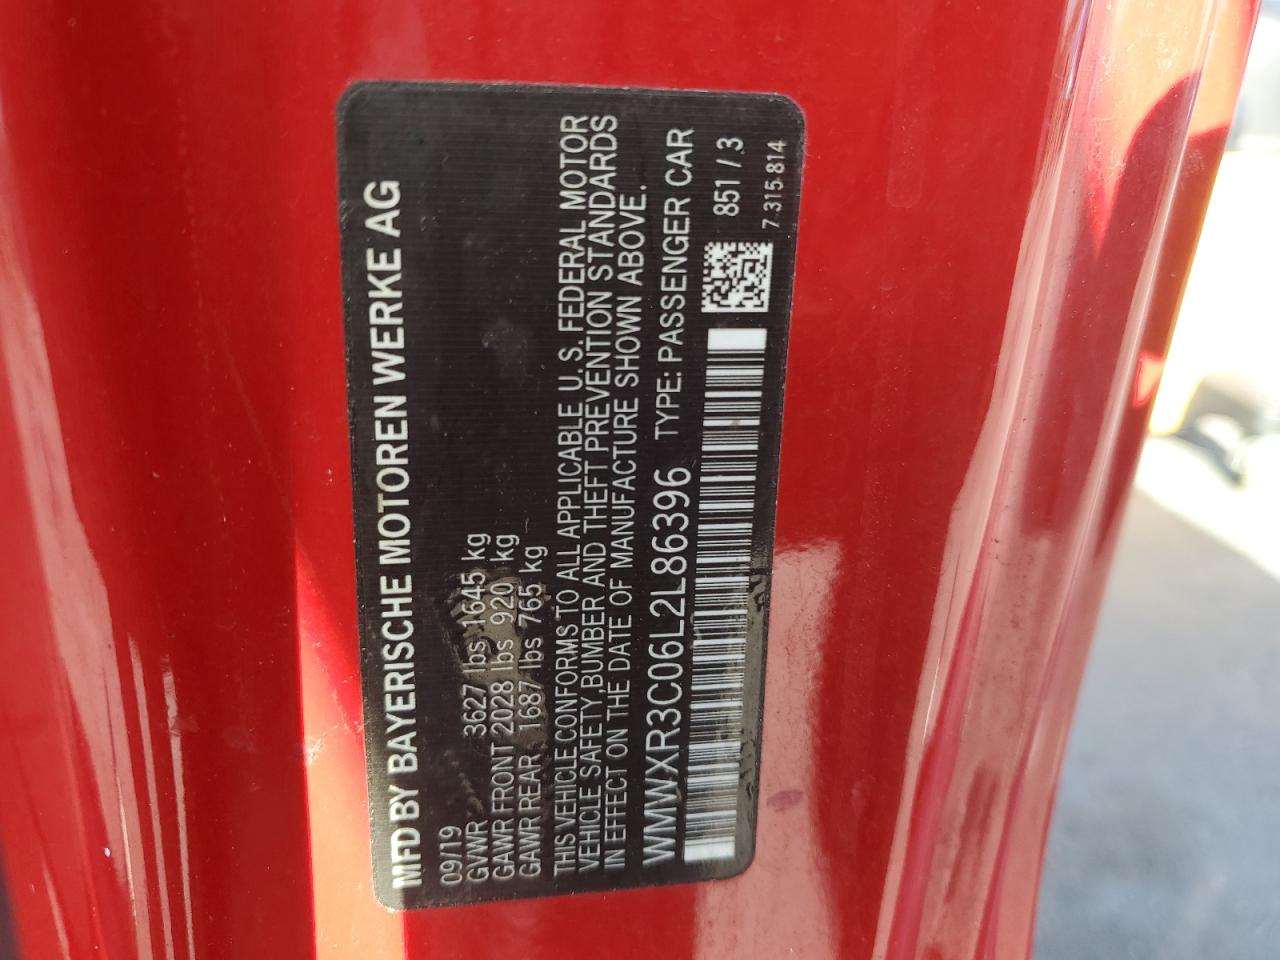 MFD BY BAYERISCHE MOTOREN WERKE AG
09/19
GVWR 3627 lbs 1645 kg
GAWR FRONT 2028 lbs 920 kg
GAWR REAR 1687 lbs 765 kg
THIS VEHICLE CONFORMS TO ALL APPLICABLE U.S. FEDERAL MOTOR
VEHICLE SAFETY,BUMBER AND THEFT PREVENTION STANDARDS
IN EFFECT ON THE DATE OF MANUFACTURE SHOWN ABOVE.
WMWXR3C06L2L86396 TYPE: PASSENGER CAR
851 / 3
7 315 814